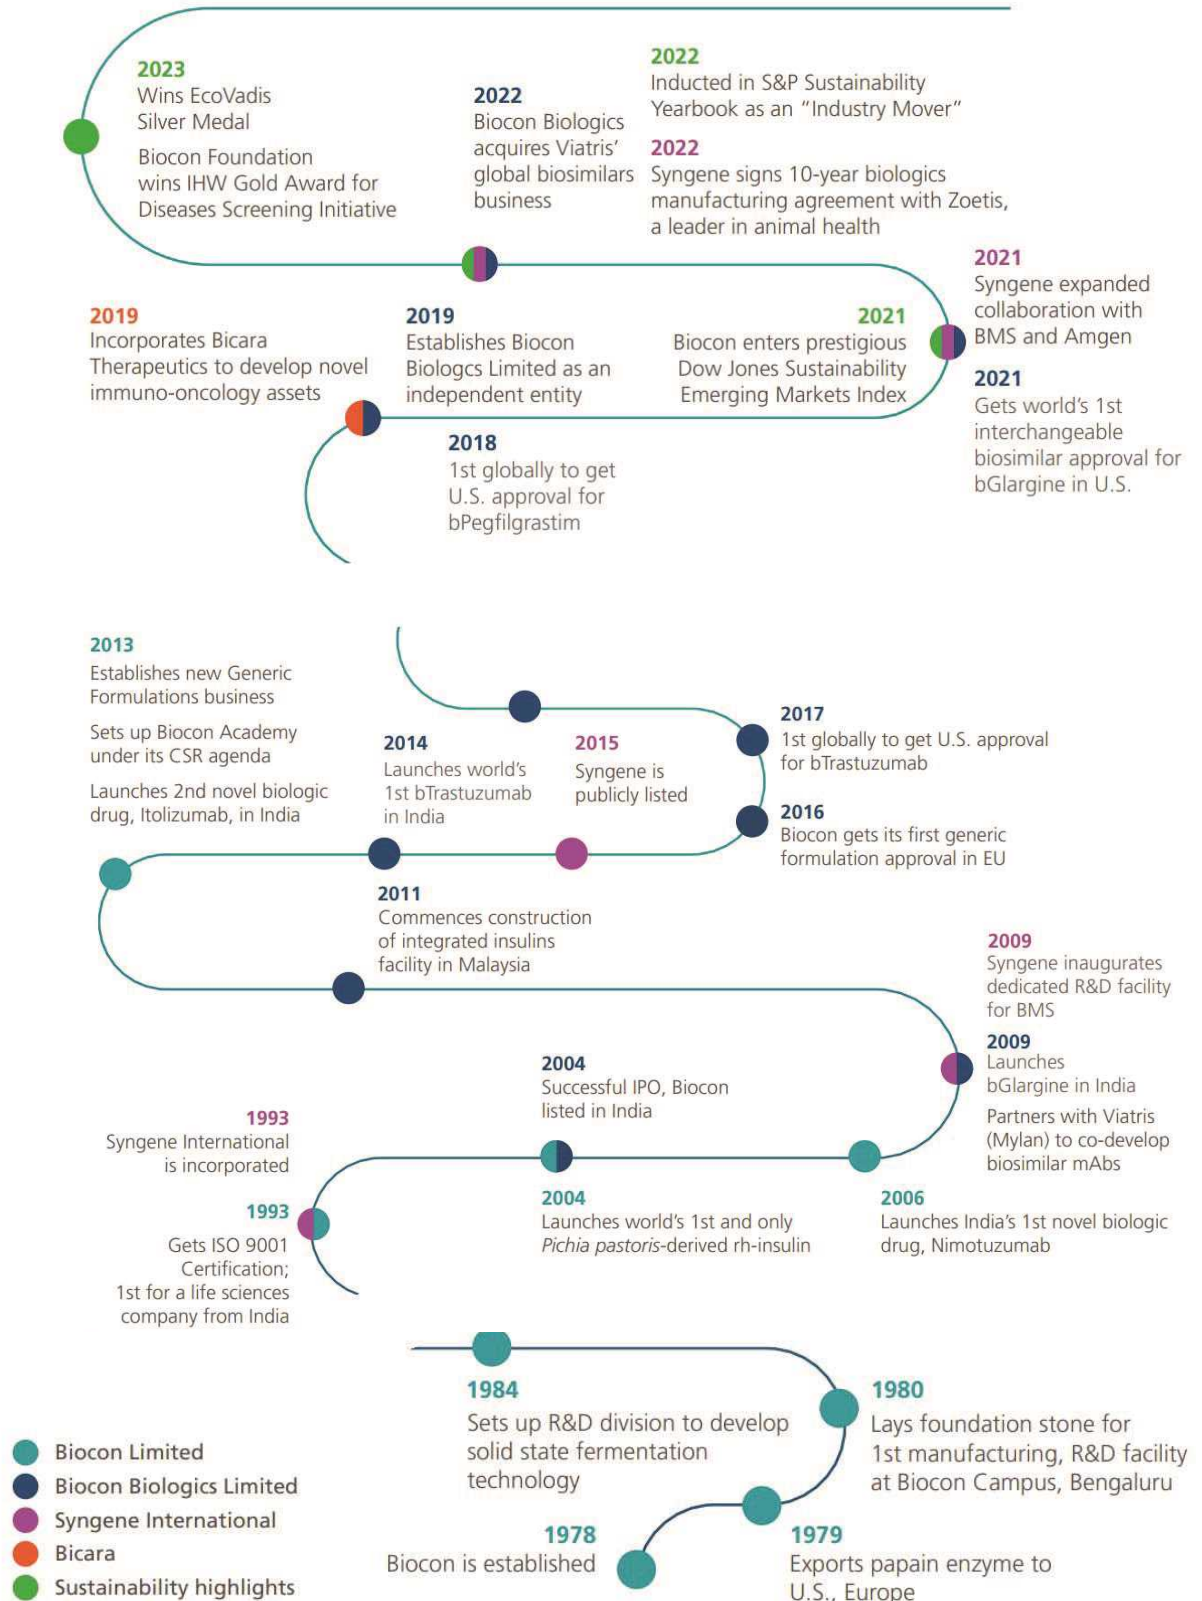 2023
Wins EcoVadis
Silver Medal
Biocon Foundation
wins IHW Gold Award for
Diseases Screening Initiative
2022
Biocon Biologics
acquires Viatris’
global biosimilars
business
2022
Inducted in S&P Sustainability
Yearbook as an “Industry Mover”
2022
Syngene signs 10-year biologics
manufacturing agreement with Zoetis,
a leader in animal health
2021
Syngene expanded
collaboration with
BMS and Amgen
2021
Gets world’s 1st
interchangeable
biosimilar approval for
bGlargine in U.S.
2021
Biocon enters prestigious
Dow Jones Sustainability
Emerging Markets Index
2019
Establishes Biocon
Biologcs Limited as an
independent entity
2019
Incorporates Bicara
Therapeutics to develop novel
immuno-oncology assets
2018
1st globally to get
U.S. approval for
bPegfilgrastim
2013
Establishes new Generic
Formulations business
Sets up Biocon Academy
under its CSR agenda
Launches 2nd novel biologic
drug, Itolizumab, in India
2014
Launches world’s
1st bTrastuzumab
in India
2015
Syngene is
publicly listed
2017
1st globally to get U.S. approval
for bTrastuzumab
2016
Biocon gets its first generic
formulation approval in EU
2011
Commences construction
of integrated insulins
facility in Malaysia
2009
Syngene inaugurates
dedicated R&D facility
for BMS
2009
Launches
bGlargine in India
Partners with Viatris
(Mylan) to co-develop
biosimilar mAbs
2004
Successful IPO, Biocon
listed in India
1993
Syngene International
is incorporated
1993
Gets ISO 9001
Certification;
1st for a life sciences
company from India
2004
Launches world’s 1st and only
Pichia pastoris-derived rh-insulin
2006
Launches India’s 1st novel biologic
drug, Nimotuzumab
1984
Sets up R&D division to develop
solid state fermentation
technology
1980
Lays foundation stone for
1st manufacturing, R&D facility
at Biocon Campus, Bengaluru
1978
Biocon is established
1979
Exports papain enzyme to
U.S., Europe
Biocon Limited
Biocon Biologics Limited
Syngene International
Bicara
Sustainability highlights